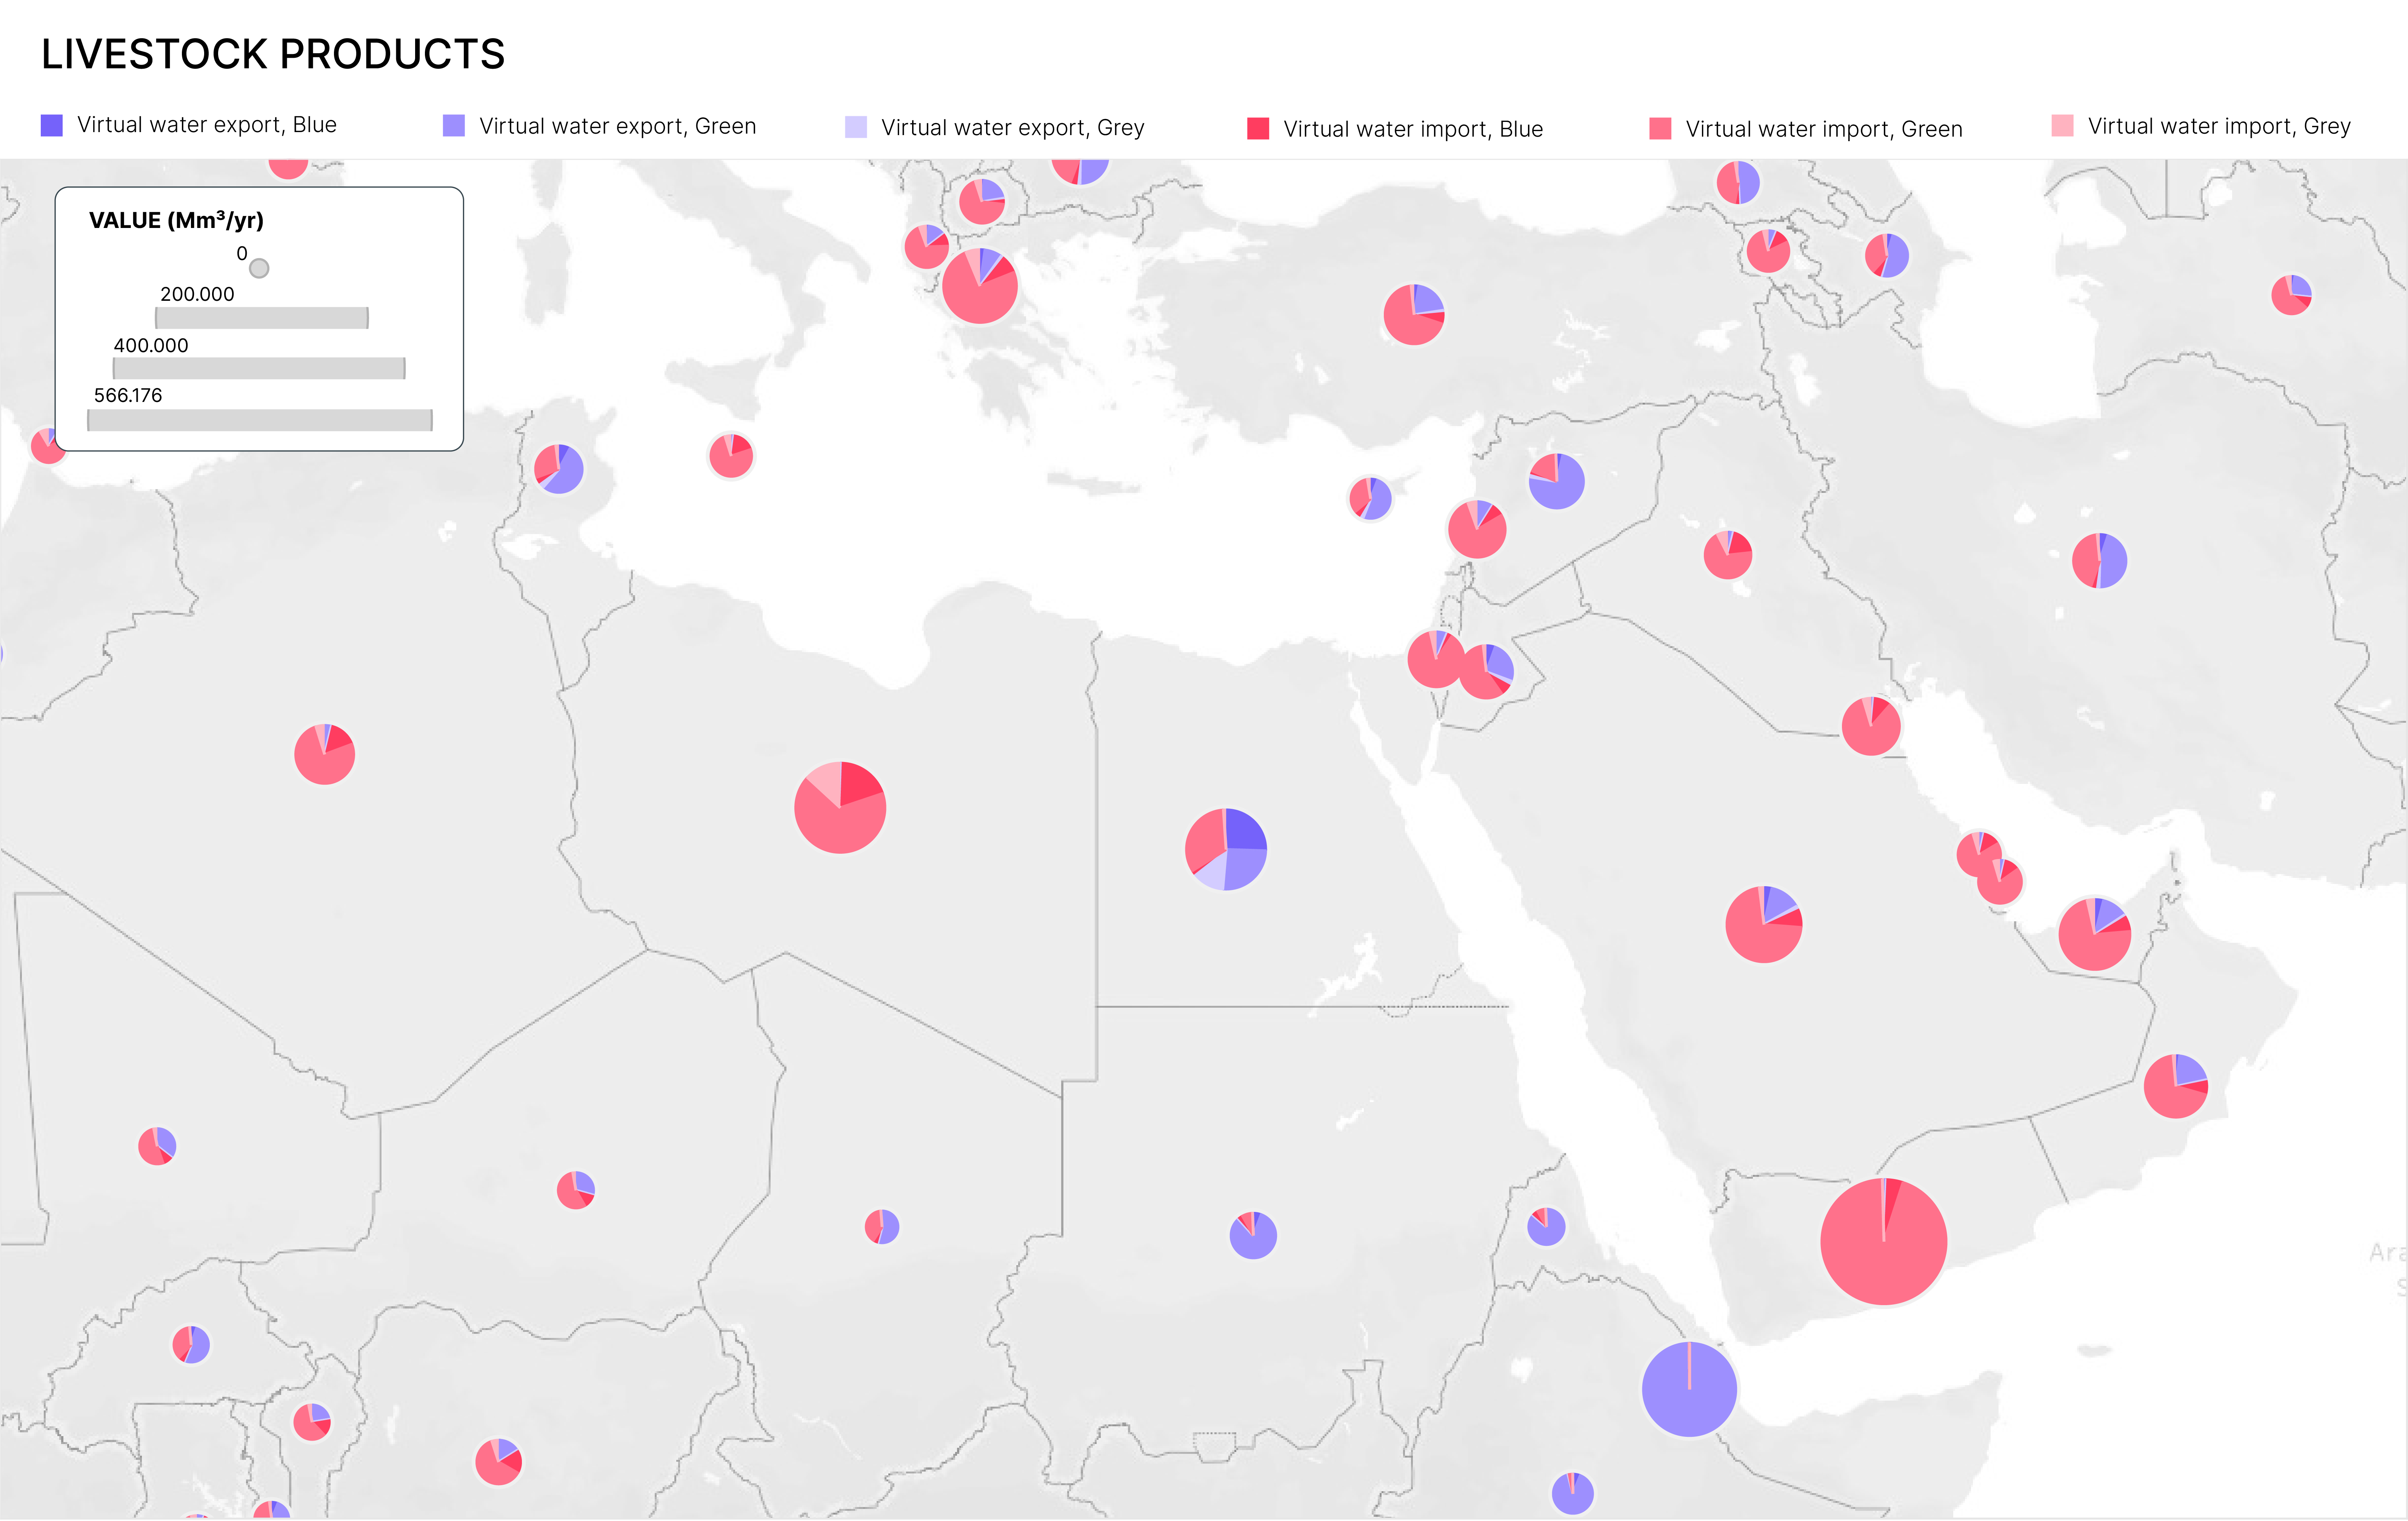 LIVESTOCK PRODUCTS
Virtual water export, Blue
Virtual water export, Green
Virtual water export, Grey
Virtual water import, Blue
Virtual water import, Green
Virtual water import, Grey
VALUE (Mm³/yr)
0
200.000
400.000
566.176